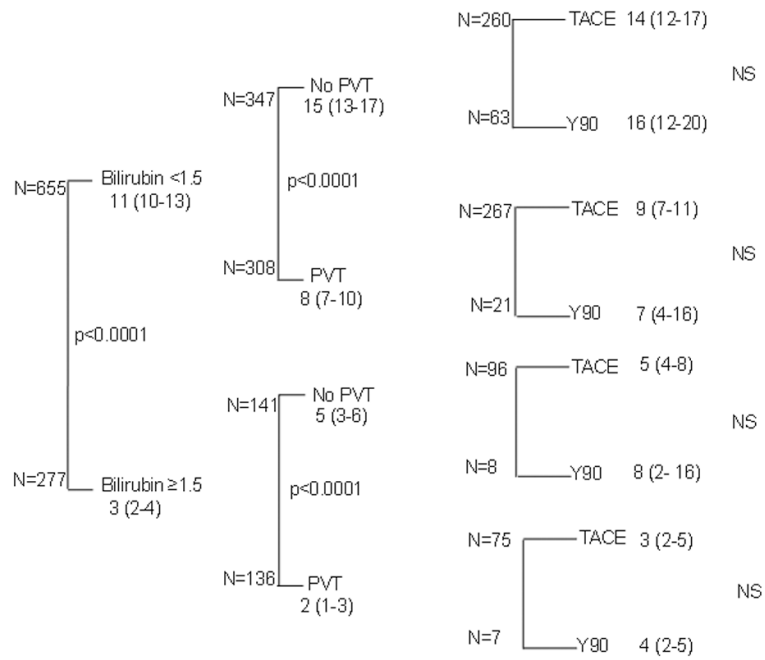 N=655
Bilirubin <1.5
11 (10-13)
p<0.0001
N=277
Bilirubin ≥1.5
3 (2-4)
N=347
No PVT
15 (13-17)
p<0.0001
N=308
PVT
8 (7-10)
N=141
No PVT
5 (3-6)
p<0.0001
N=136
PVT
2 (1-3)
N=260
TACE 14 (12-17)
NS
N=63
Y90 16 (12-20)
N=267
TACE 9 (7-11)
NS
N=21
Y90 7 (4-16)
N=96
TACE 5 (4-8)
NS
N=8
Y90 8 (2- 16)
N=75
TACE 3 (2-5)
NS
N=7
Y90 4 (2-5)